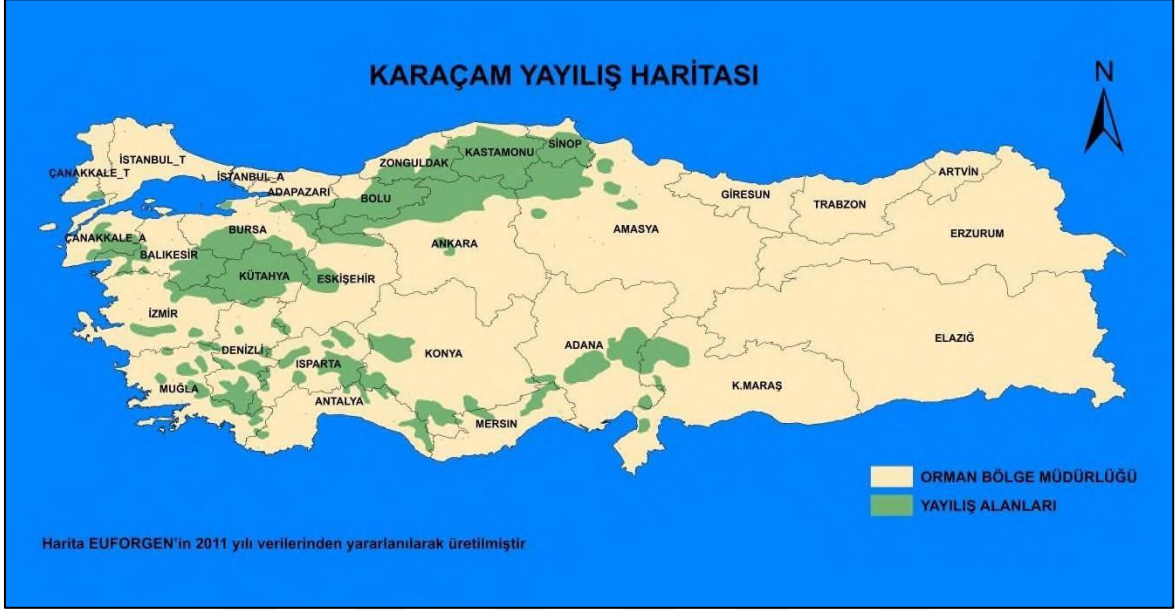 KARAÇAM YAYILIŞ HARİTASI
N
SİNOP
KASTAMONU
ZONGULDAK
İSTANBUL_T
ÇANAKKALE_T
İSTANBUL_A
ADAPAZARI
BOLU
ARTVİN
GİRESUN
TRABZON
BURSA
AMASYA
ERZURUM
ÇANAKKALE_A
BALIKESİR
ANKARA
KÜTAHYA
ESKİŞEHİR
İZMİR
ELAZIĞ
DENİZLİ
KONYA
ADANA
ISPARTA
MUĞLA
K.MARAŞ
ANTALYA
MERSIN
ORMAN BÖLGE MÜDÜRLÜĞÜ
YAYILIŞ ALANLARI
Harita EUFORGEN'in 2011 yılı verilerinden yararlanılarak üretilmiştir